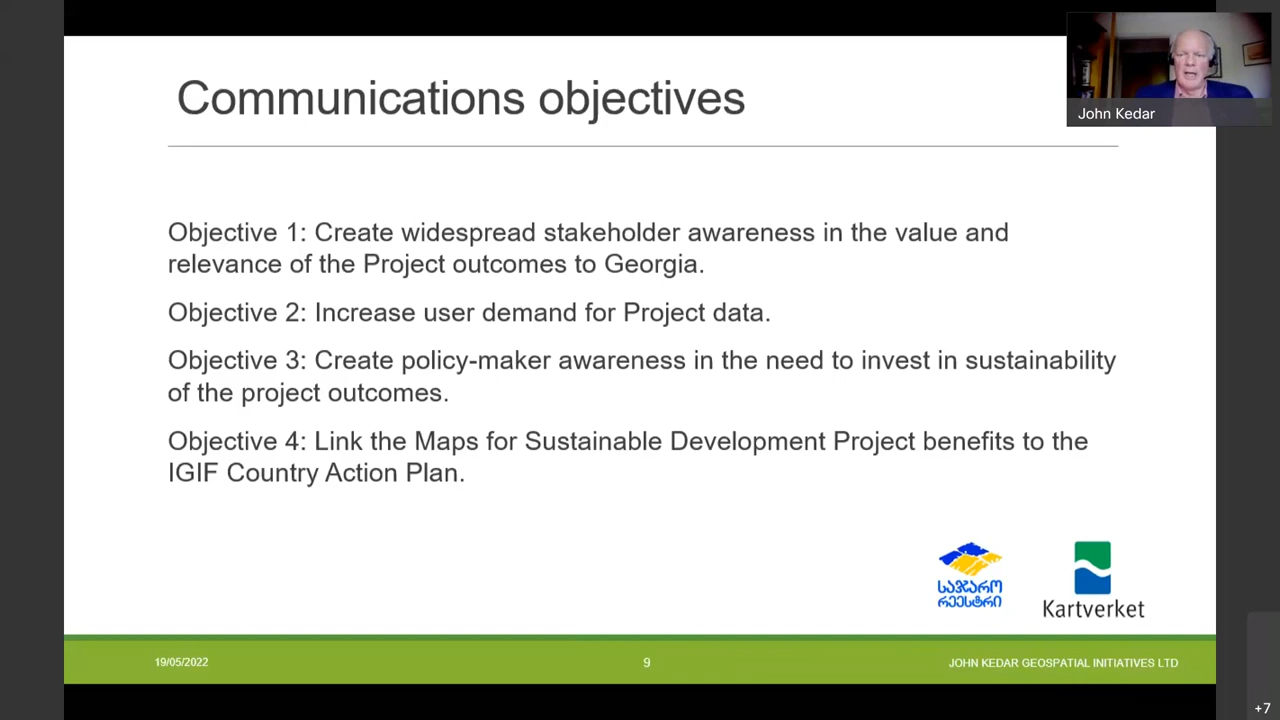 Communications objectives
John Kedar
Objective 1: Create widespread stakeholder awareness in the value and
relevance of the Project outcomes to Georgia.
Objective 2: Increase user demand for Project data.
Objective 3: Create policy-maker awareness in the need to invest in sustainability
of the project outcomes.
Objective 4: Link the Maps for Sustainable Development Project benefits to the
IGIF Country Action Plan.
საჯარო
რეესტრი
Kartverket
19/05/2022
9
JOHN KEDAR GEOSPATIAL INITIATIVES LTD
+7